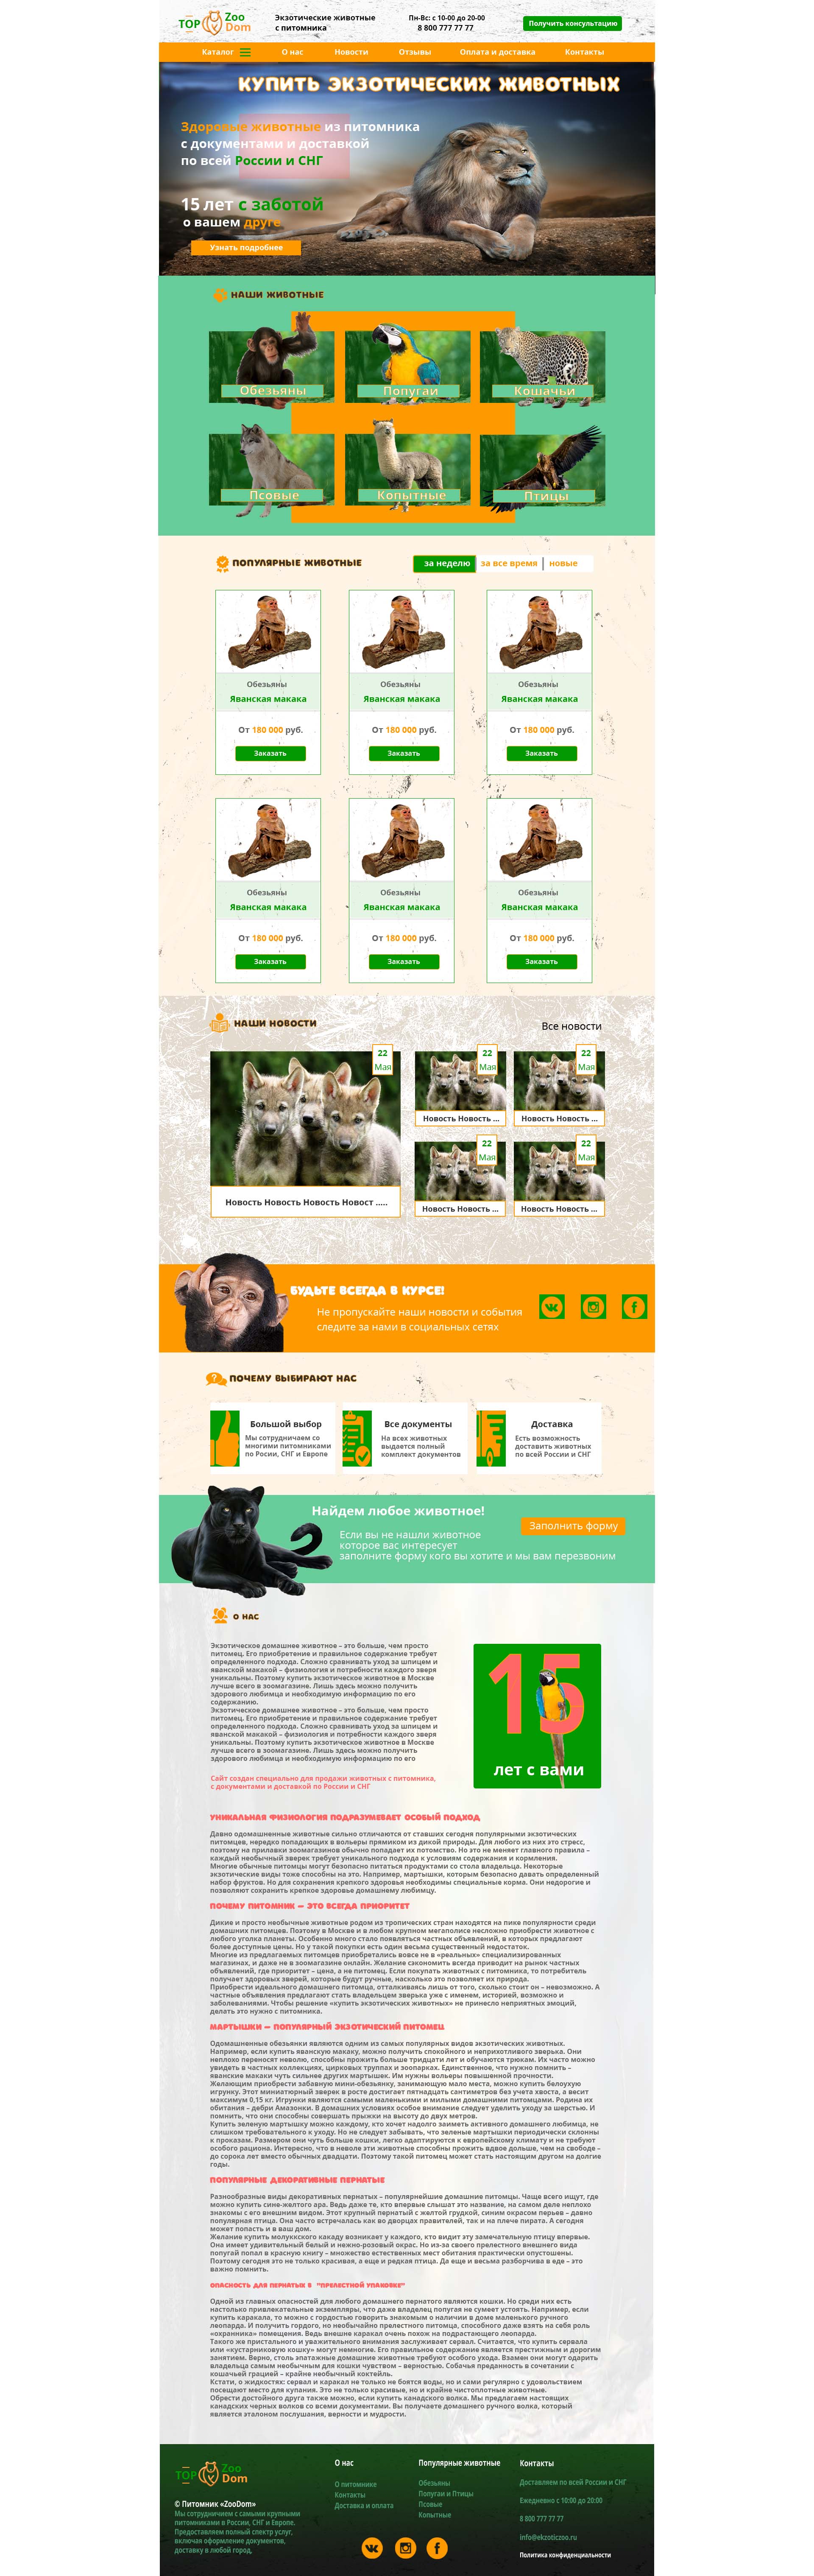 TOP Zoo Dom
Экзотические животные
с питомника
Пн-Вс: с 10-00 до 20-00
8 800 777 77 77
Получить консультацию
Каталог О нас Новости Отзывы Оплата и доставка Контакты
КУПИТЬ ЭКЗОТИЧЕСКИХ ЖИВОТНЫХ
Здоровые животные из питомника
с документами и доставкой
по всей России и СНГ
15 лет с заботой
о вашем друге
Узнать подробнее
НАШИ ЖИВОТНЫЕ
Обезьяны Попугаи Кошачьи
Псовые Копытные Птицы
ПОПУЛЯРНЫЕ ЖИВОТНЫЕ
за неделю за все время новые
Обезьяны Обезьяны Обезьяны
Яванская макака Яванская макака Яванская макака
От 180 000 руб. От 180 000 руб. От 180 000 руб.
Заказать Заказать Заказать
Обезьяны Обезьяны Обезьяны
Яванская макака Яванская макака Яванская макака
От 180 000 руб. От 180 000 руб. От 180 000 руб.
Заказать Заказать Заказать
НАШИ НОВОСТИ
Все новости
22 22 22
Мая Мая Мая
Новость Новость ... Новость Новость ...
22 22
Мая Мая
Новость Новость Новость Новост .....
Новость Новость ... Новость Новость ...
БУДЬТЕ ВСЕГДА В КУРСЕ!
Не пропускайте наши новости и события
следите за нами в социальных сетях
ПОЧЕМУ ВЫБИРАЮТ НАС
Большой выбор
Мы сотрудничаем со
многими питомниками
по Росии, СНГ и Европе
Все документы
На всех животных
выдается полный
комплект документов
Доставка
Есть возможность
доставить животных
по всей России и СНГ
Найдем любое животное!
Если вы не нашли животное
которое вас интересует
заполните форму кого вы хотите и мы вам перезвоним
Заполнить форму
О НАС
Экзотическое домашнее животное – это больше, чем просто
питомец. Его приобретение и правильное содержание требует
определенного подхода. Сложно сравнивать уход за шпицем и
яванской макакой – физиология и потребности каждого зверя
уникальны. Поэтому купить экзотическое животное в Москве
лучше всего в зоомагазине. Лишь здесь можно получить
здорового любимца и необходимую информацию по его
содержанию.
Экзотическое домашнее животное – это больше, чем просто
питомец. Его приобретение и правильное содержание требует
определенного подхода. Сложно сравнивать уход за шпицем и
яванской макакой – физиология и потребности каждого зверя
уникальны. Поэтому купить экзотическое животное в Москве
лучше всего в зоомагазине. Лишь здесь можно получить
здорового любимца и необходимую информацию по его
Сайт создан специально для продажи животных с питомника,
с документами и доставкой по России и СНГ
15
лет с вами
УНИКАЛЬНАЯ ФИЗИОЛОГИЯ ПОДРАЗУМЕВАЕТ ОСОБЫЙ ПОДХОД
Давно одомашненные животные сильно отличаются от ставших сегодня популярными экзотических
питомцев, нередко попадающих в вольеры прямиком из дикой природы. Для любого из них это стресс,
поэтому на прилавки зоомагазинов обычно попадает их потомство. Но это не меняет главного правила –
каждый необычный зверек требует уникального подхода к условиям содержания и кормления.
Многие обычные питомцы могут безопасно питаться продуктами со стола владельца. Некоторые
экзотические виды тоже способны на это. Например, мартышки, которым безопасно давать определенный
набор фруктов. Но для сохранения крепкого здоровья необходимы специальные корма. Они недорогие и
позволяют сохранить крепкое здоровье домашнему любимцу.
ПОЧЕМУ ПИТОМНИК – ЭТО ВСЕГДА ПРИОРИТЕТ
Дикие и просто необычные животные родом из тропических стран находятся на пике популярности среди
домашних питомцев. Поэтому в Москве и в любом крупном мегаполисе несложно приобрести животное с
любого уголка планеты. Особенно много стало появляться частных объявлений, в которых предлагают
более доступные цены. Но у такой покупки есть один весьма существенный недостаток.
Многие из предлагаемых питомцев приобретались вовсе не в «реальных» специализированных
магазинах, и даже не в зоомагазине онлайн. Желание сэкономить всегда приводит на рынок частных
объявлений, где приоритет – цена, а не питомец. Если покупать животных с питомника, то потребитель
получает здоровых зверей, которые будут ручные, насколько это позволяет их природа.
Приобрести идеального домашнего питомца, отталкиваясь лишь от того, сколько стоит он – невозможно. А
частные объявления предлагают стать владельцем зверька уже с именем, историей, возможно и
заболеваниями. Чтобы решение «купить экзотических животных» не принесло неприятных эмоций,
делать это нужно с питомника.
МАРТЫШКИ – ПОПУЛЯРНЫЙ ЭКЗОТИЧЕСКИЙ ПИТОМЕЦ
Одомашненные обезьянки являются одним из самых популярных видов экзотических животных.
Например, если купить яванскую макаку, можно получить спокойного и неприхотливого зверька. Они
неплохо переносят неволю, способны прожить больше тридцати лет и обучаются трюкам. Их часто можно
увидеть в частных коллекциях, цирковых труппах и зоопарках. Единственное, что нужно помнить –
яванские макаки чуть сильнее других мартышек. Им нужны вольеры повышенной прочности.
Желающим приобрести забавную мини-обезьянку, занимающую мало места, можно купить белоухую
игрунку. Этот миниатюрный зверек в росте достигает пятнадцать сантиметров без учета хвоста, а весит
максимум 0,15 кг. Игрунки являются самыми маленькими и милыми домашними питомцами. Родина их
обитания – дебри Амазонки. В домашних условиях особое внимание следует уделить уходу за шерстью. И
помнить, что они способны совершать прыжки на высоту до двух метров.
Купить зеленую мартышку можно каждому, кто хочет надолго заиметь активного домашнего любимца, не
слишком требовательного к уходу. Но не следует забывать, что зеленые мартышки периодически склонны
к проказам. Размером они чуть больше кошки, легко адаптируются к европейскому климату и не требуют
особого рациона. Интересно, что в неволе эти животные способны прожить вдвое дольше, чем на свободе –
до сорока лет вместо обычных двадцати. Поэтому такой питомец может стать настоящим другом на долгие
годы.
ПОПУЛЯРНЫЕ ДЕКОРАТИВНЫЕ ПЕРНАТЫЕ
Разнообразные виды декоративных пернатых – популярнейшие домашние питомцы. Чаще всего ищут, где
можно купить сине-желтого ара. Ведь даже те, кто впервые слышат это название, на самом деле неплохо
знакомы с его внешним видом. Этот крупный пернатый с желтой грудкой, синим окрасом перьев – давно
популярная птица. Она часто встречалась как во дворцах правителей, так и на плече пирата. А сегодня
может попасть и в ваш дом.
Желание купить молуккского какаду возникает у каждого, кто видит эту замечательную птицу впервые.
Она имеет удивительный белый и нежно-розовый окрас. Но из-за своего прелестного внешнего вида
попугай попал в красную книгу – множество естественных мест обитания практически опустошены.
Поэтому сегодня это не только красивая, а еще и редкая птица. Да еще и весьма разборчива в еде – это
важно помнить.
ОПАСНОСТЬ ДЛЯ ПЕРНАТЫХ В "ПРЕЛЕСТНОЙ УПАКОВКЕ"
Одной из главных опасностей для любого домашнего пернатого являются кошки. Но среди них есть
настолько привлекательные экземпляры, что даже владелец попугая не сумеет устоять. Например, если
купить каракала, то можно с гордостью говорить знакомым о наличии в доме маленького ручного
леопарда. И получить гордого, но необычайно прелестного питомца, способного даже взять на себя роль
«охранника» помещения. Ведь внешне каракал очень похож на подрастающего леопарда.
Такого же пристального и уважительного внимания заслуживает сервал. Считается, что купить сервала
или «кустарниковую кошку» могут немногие. Его правильное содержание является престижным и дорогим
занятием. Верно, столь эпатажные домашние животные требуют особого ухода. Взамен они могут одарить
владельца самым необычным для кошки чувством – верностью. Собачья преданность в сочетании с
кошачьей грацией – крайне необычный коктейль.
Кстати, о жидкостях: сервал и каракал не только не боятся воды, но и сами регулярно с удовольствием
посещают место для купания. Это не только красивые, но и крайне чистоплотные животные.
Обрести достойного друга также можно, если купить канадского волка. Мы предлагаем настоящих
канадских черных волков со всеми документами. Вы получаете домашнего ручного волка, который
является эталоном послушания, верности и мудрости.
TOP Zoo Dom
© Питомник «ZooDom»
Мы сотрудничием с самыми крупными
питомниками в России, СНГ и Европе.
Предоставляем полный спектр услуг,
включая оформление документов,
доставку в любой город.
О нас
О питомнике
Контакты
Доставка и оплата
Популярные животные
Обезьяны
Попугаи и Птицы
Псовые
Копытные
Контакты
Доставляем по всей России и СНГ
Ежедневно с 10:00 до 20:00
8 800 777 77 77
info@ekzoticzoo.ru
Политика конфиденциальности